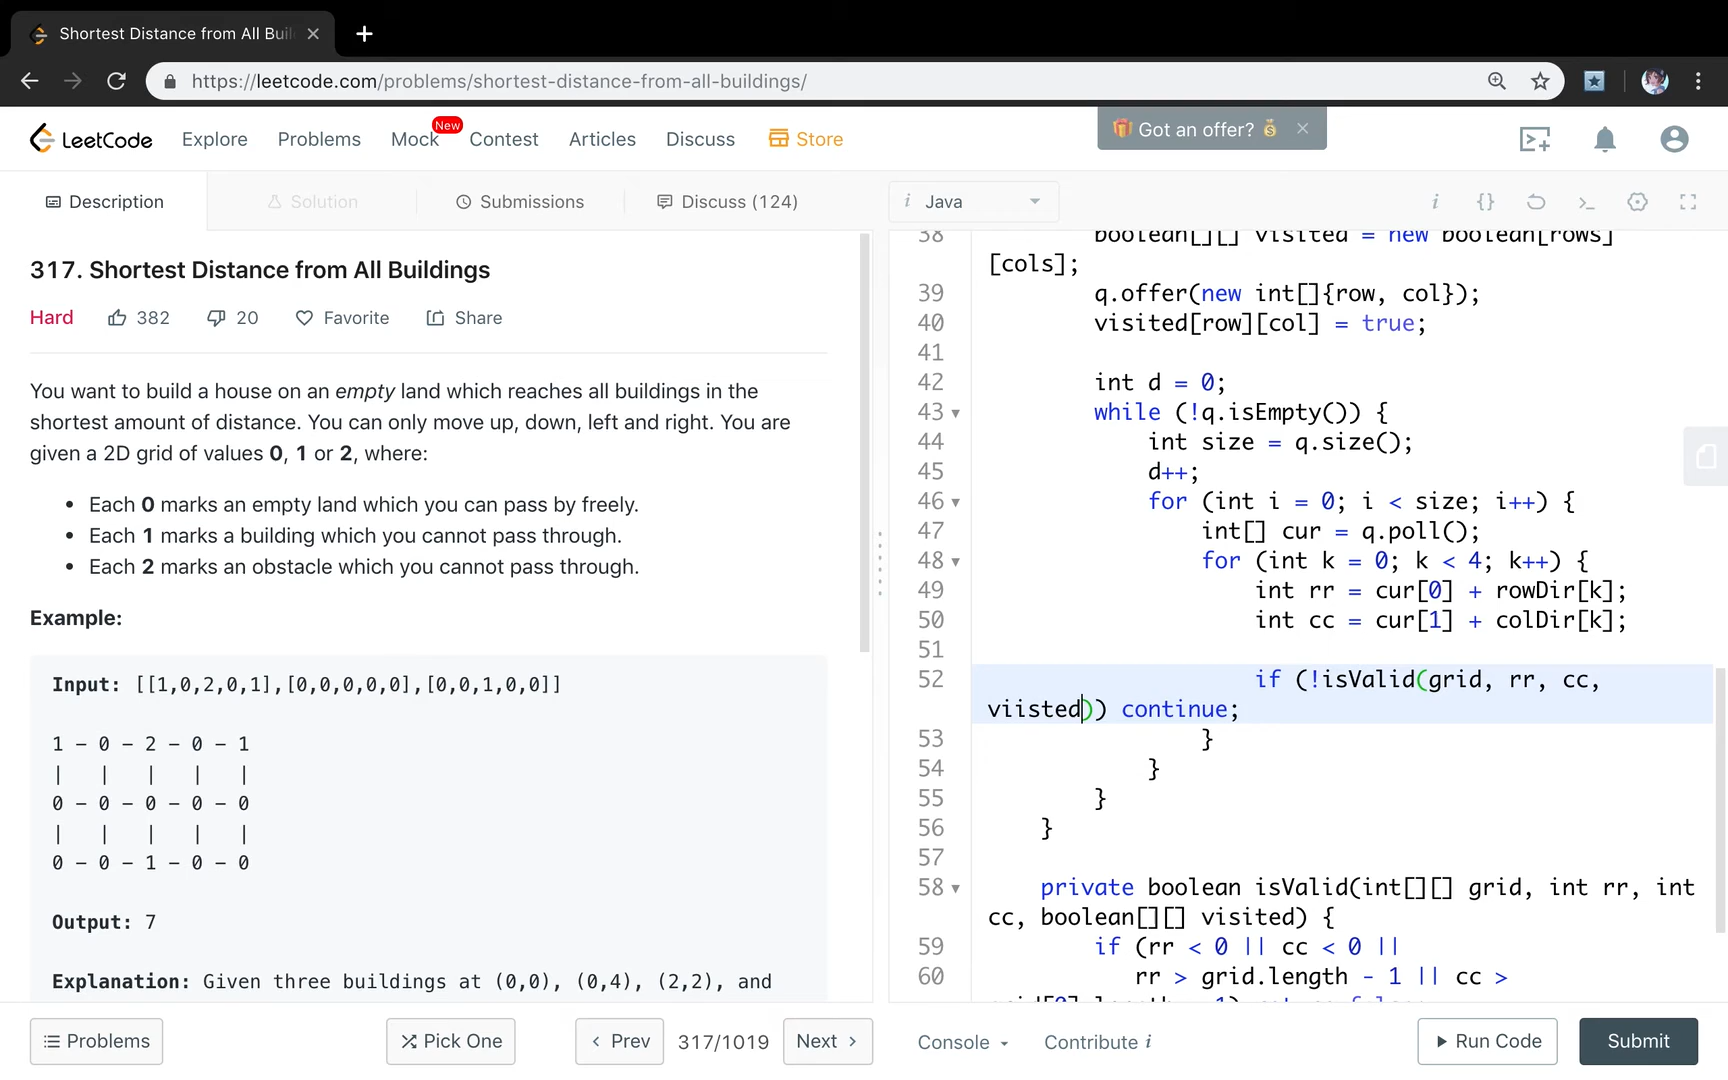 Shortest Distance from All Buil
https://leetcode.com/problems/shortest-distance-from-all-buildings/
LeetCode Explore Problems Mock New Contest Articles Discuss Store
Got an offer?
Description Solution Submissions Discuss (124)
i Java
317. Shortest Distance from All Buildings
Hard 382 20 Favorite Share
You want to build a house on an empty land which reaches all buildings in the
shortest amount of distance. You can only move up, down, left and right. You are
given a 2D grid of values 0, 1 or 2, where:
• Each 0 marks an empty land which you can pass by freely.
• Each 1 marks a building which you cannot pass through.
• Each 2 marks an obstacle which you cannot pass through.
Example:
Input: [[1,0,2,0,1],[0,0,0,0,0],[0,0,1,0,0]]
1 - 0 - 2 - 0 - 1
| | | | |
0 - 0 - 0 - 0 - 0
| | | | |
0 - 0 - 1 - 0 - 0
Output: 7
Explanation: Given three buildings at (0,0), (0,4), (2,2), and
38 boolean[][] visited = new boolean[rows]
[cols];
39 q.offer(new int[]{row, col});
40 visited[row][col] = true;
41
42 int d = 0;
43 while (!q.isEmpty()) {
44 int size = q.size();
45 d++;
46 for (int i = 0; i < size; i++) {
47 int[] cur = q.poll();
48 for (int k = 0; k < 4; k++) {
49 int rr = cur[0] + rowDir[k];
50 int cc = cur[1] + colDir[k];
51
52 if (!isValid(grid, rr, cc,
viisted)) continue;
53 }
54 }
55 }
56 }
57
58 private boolean isValid(int[][] grid, int rr, int
cc, boolean[][] visited) {
59 if (rr < 0 || cc < 0 ||
60 rr > grid.length - 1 || cc >
Problems Pick One Prev 317/1019 Next Console Contribute i Run Code Submit